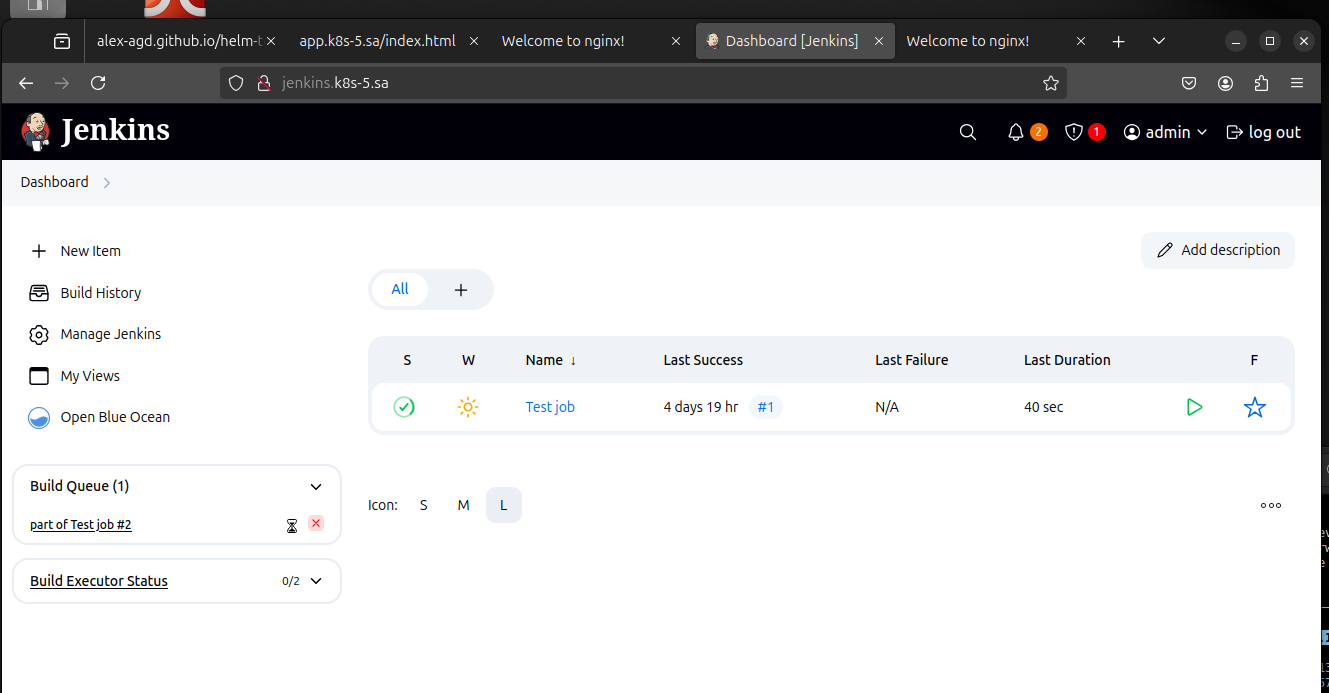 alex-agd.github.io/helm-t
app.k8s-5.sa/index.html
Welcome to nginx!
Dashboard [Jenkins]
Welcome to nginx!
jenkins.k8s-5.sa
Jenkins
2
1
admin
log out
Dashboard
New Item
Build History
Manage Jenkins
My Views
Open Blue Ocean
Build Queue (1)
part of Test job #2
Build Executor Status
0/2
Add description
All
S W Name ↓ Last Success Last Failure Last Duration F
Test job 4 days 19 hr #1 N/A 40 sec
Icon: S M L